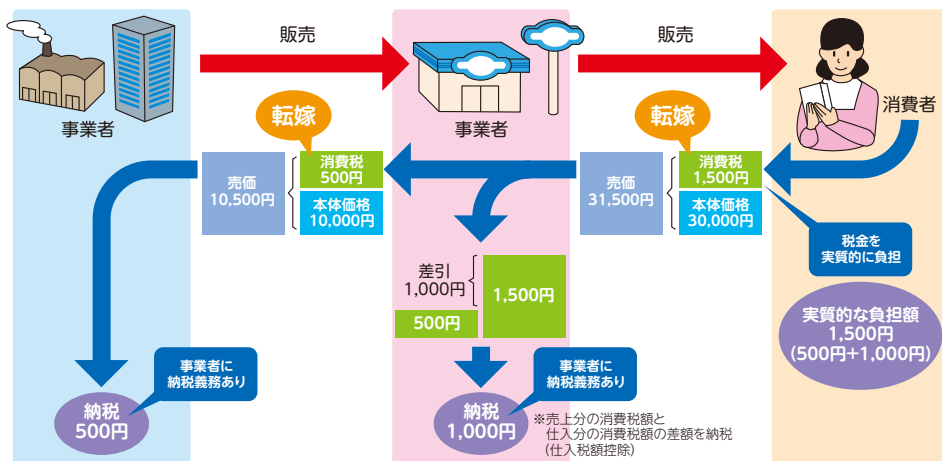 販売
販売
事業者
事業者
消費者
転嫁
転嫁
売価
10,500円
消費税
500円
本体価格
10,000円
売価
31,500円
消費税
1,500円
本体価格
30,000円
税金を
実質的に負担
差引
1,000円
1,500円
500円
実質的な負担額
1,500円
(500円+1,000円)
事業者に
納税義務あり
納税
500円
事業者に
納税義務あり
納税
1,000円
※売上分の消費税額と
仕入分の消費税額の差額を納税
(仕入税額控除)